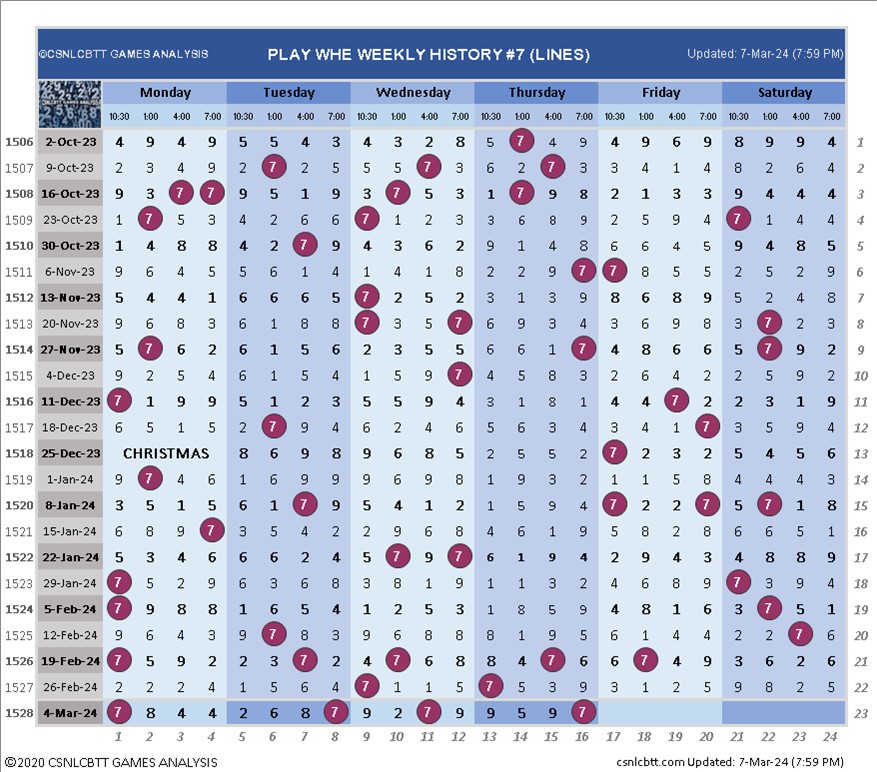 ©CSNLCBTT GAMES ANALYSIS PLAY WHE WEEKLY HISTORY #7 (LINES) Updated: 7-Mar-24 (7:59 PM)
Monday Tuesday Wednesday Thursday Friday Saturday
10:30 1:00 4:00 7:00 10:30 1:00 4:00 7:00 10:30 1:00 4:00 7:00 10:30 1:00 4:00 7:00 10:30 1:00 4:00 7:00 10:30 1:00 4:00 7:00
1506 2-Oct-23 4 9 4 9 5 5 4 3 4 3 2 8 5 7 4 9 4 9 6 9 8 9 9 4 1
1507 9-Oct-23 2 3 4 9 2 7 2 5 5 5 7 4 6 2 7 3 3 4 1 4 8 2 6 4 2
1508 16-Oct-23 9 3 7 7 9 5 1 9 3 7 5 3 1 7 9 8 2 1 3 3 9 4 4 4 3
1509 23-Oct-23 1 7 5 3 4 2 6 6 7 1 2 3 3 6 8 9 2 5 9 4 7 1 4 4 4
1510 30-Oct-23 1 4 8 8 4 2 7 9 4 3 6 2 9 1 4 8 6 6 4 5 9 4 8 5 5
1511 6-Nov-23 9 6 4 5 5 6 1 4 1 4 1 8 2 2 9 7 7 8 5 5 2 5 2 9 6
1512 13-Nov-23 5 4 4 1 6 6 6 5 7 2 5 2 3 1 3 9 8 6 8 9 5 2 4 8 7
1513 20-Nov-23 9 6 8 3 6 1 8 8 7 3 5 7 6 9 3 4 3 6 9 8 3 7 2 3 8
1514 27-Nov-23 5 7 6 2 6 1 5 6 2 3 5 5 6 6 1 7 4 8 6 6 5 7 9 2 9
1515 4-Dec-23 9 2 5 4 6 1 5 4 1 5 9 7 4 5 8 3 2 6 4 2 2 5 9 2 10
1516 11-Dec-23 7 1 9 9 5 1 2 3 5 5 9 4 3 1 8 1 4 4 7 2 2 3 1 9 11
1517 18-Dec-23 6 5 1 5 2 7 9 4 6 2 4 6 5 6 3 4 3 4 1 7 3 5 9 4 12
1518 25-Dec-23 CHRISTMAS 8 6 9 8 9 6 8 5 2 5 5 2 7 2 3 2 4 5 5 6 13
1519 1-Jan-24 9 7 4 6 1 6 9 9 1 2 9 9 1 9 3 2 1 1 5 8 4 4 4 3 14
1520 8-Jan-24 3 5 1 5 6 1 7 9 5 4 1 2 1 5 9 4 7 2 2 7 5 7 1 8 15
1521 15-Jan-24 6 8 9 7 3 5 4 2 2 9 6 8 4 6 1 9 5 8 2 8 6 6 5 1 16
1522 22-Jan-24 5 3 4 6 6 6 2 4 5 7 9 7 6 1 9 4 2 9 4 3 4 8 8 9 17
1523 29-Jan-24 7 5 2 9 6 3 6 8 3 8 1 9 1 1 3 2 4 6 8 9 7 3 9 4 18
1524 5-Feb-24 7 9 8 8 1 6 5 4 1 2 5 3 1 8 5 9 4 8 1 6 3 7 5 1 19
1525 12-Feb-24 9 6 4 3 9 7 8 3 9 6 8 8 8 1 9 5 6 1 4 4 2 2 7 6 20
1526 19-Feb-24 7 5 9 2 2 3 7 2 4 7 6 8 8 4 7 6 6 7 4 9 3 6 2 6 21
1527 26-Feb-24 2 2 2 4 1 5 6 4 7 1 1 5 7 5 3 9 3 1 2 5 9 8 2 5 22
1528 4-Mar-24 7 8 4 4 2 6 8 7 9 2 7 9 9 5 9 7 23
1 2 3 4 5 6 7 8 9 10 11 12 13 14 15 16 17 18 19 20 21 22 23 24
©2020 CSNLCBTT GAMES ANALYSIS csnlcbtt.com Updated: 7-Mar-24 (7:59 PM)